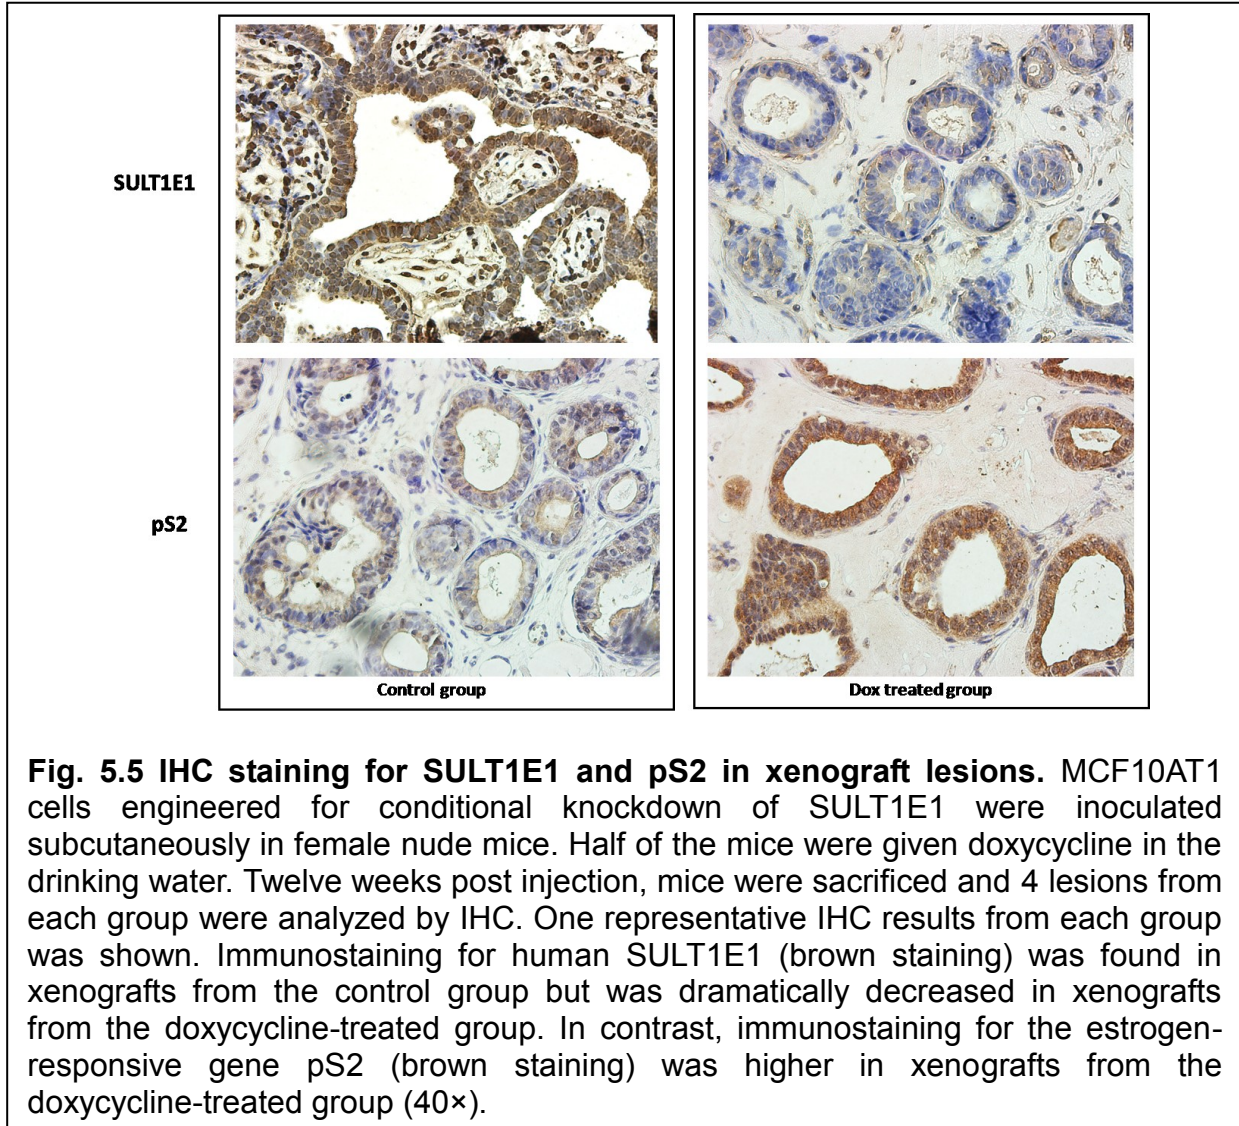 SULT1E1
pS2
Control group
Dox treated group
Fig. 5.5 IHC staining for SULT1E1 and pS2 in xenograft lesions. MCF10AT1
cells engineered for conditional knockdown of SULT1E1 were inoculated
subcutaneously in female nude mice. Half of the mice were given doxycycline in the
drinking water. Twelve weeks post injection, mice were sacrificed and 4 lesions from
each group were analyzed by IHC. One representative IHC results from each group
was shown. Immunostaining for human SULT1E1 (brown staining) was found in
xenografts from the control group but was dramatically decreased in xenografts
from the doxycycline-treated group. In contrast, immunostaining for the estrogen-
responsive gene pS2 (brown staining) was higher in xenografts from the
doxycycline-treated group (40×).